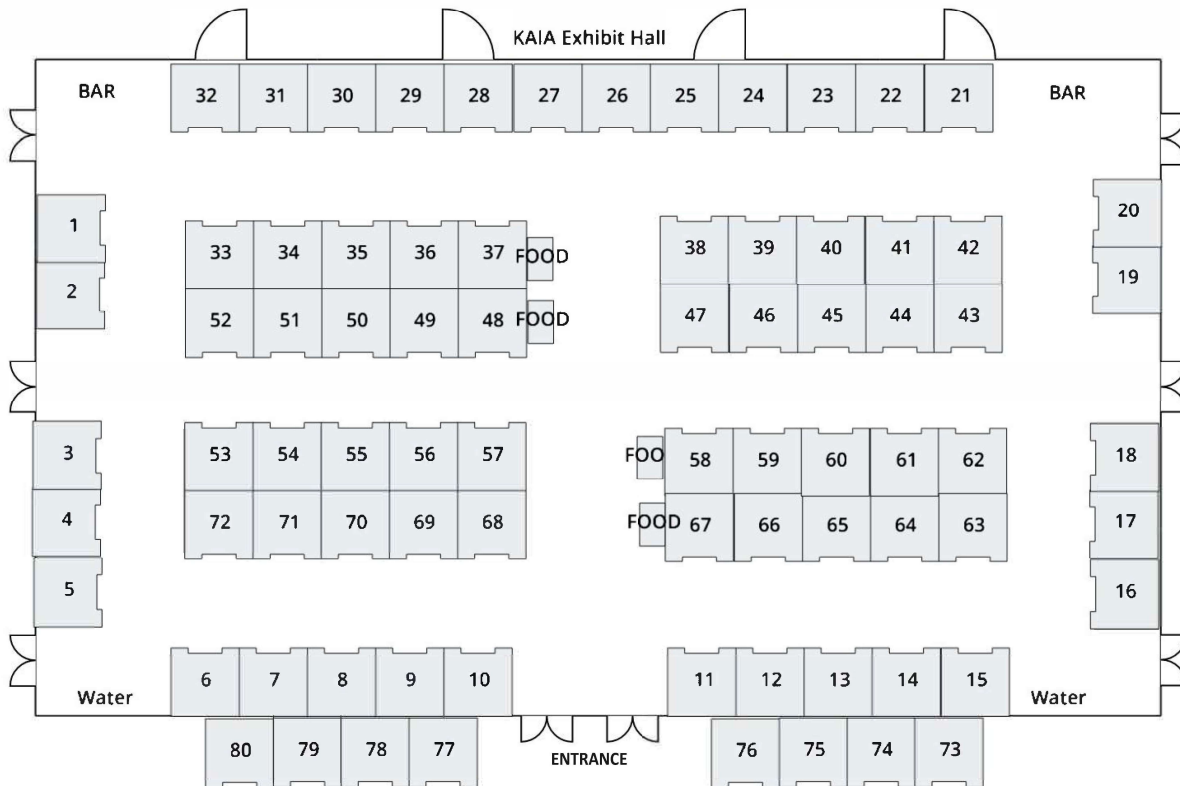 KAIA Exhibit Hall
BAR 32 31 30 29 28 27 26 25 24 23 22 21 BAR
1 20
33 34 35 36 37 FOOD 38 39 40 41 42
2 19
52 51 50 49 48 FOOD 47 46 45 44 43
3 53 54 55 56 57 FOO 58 59 60 61 62 18
4 72 71 70 69 68 FOOD 67 66 65 64 63 17
5 16
6 7 8 9 10 11 12 13 14 15
Water Water
80 79 78 77 ENTRANCE 76 75 74 73